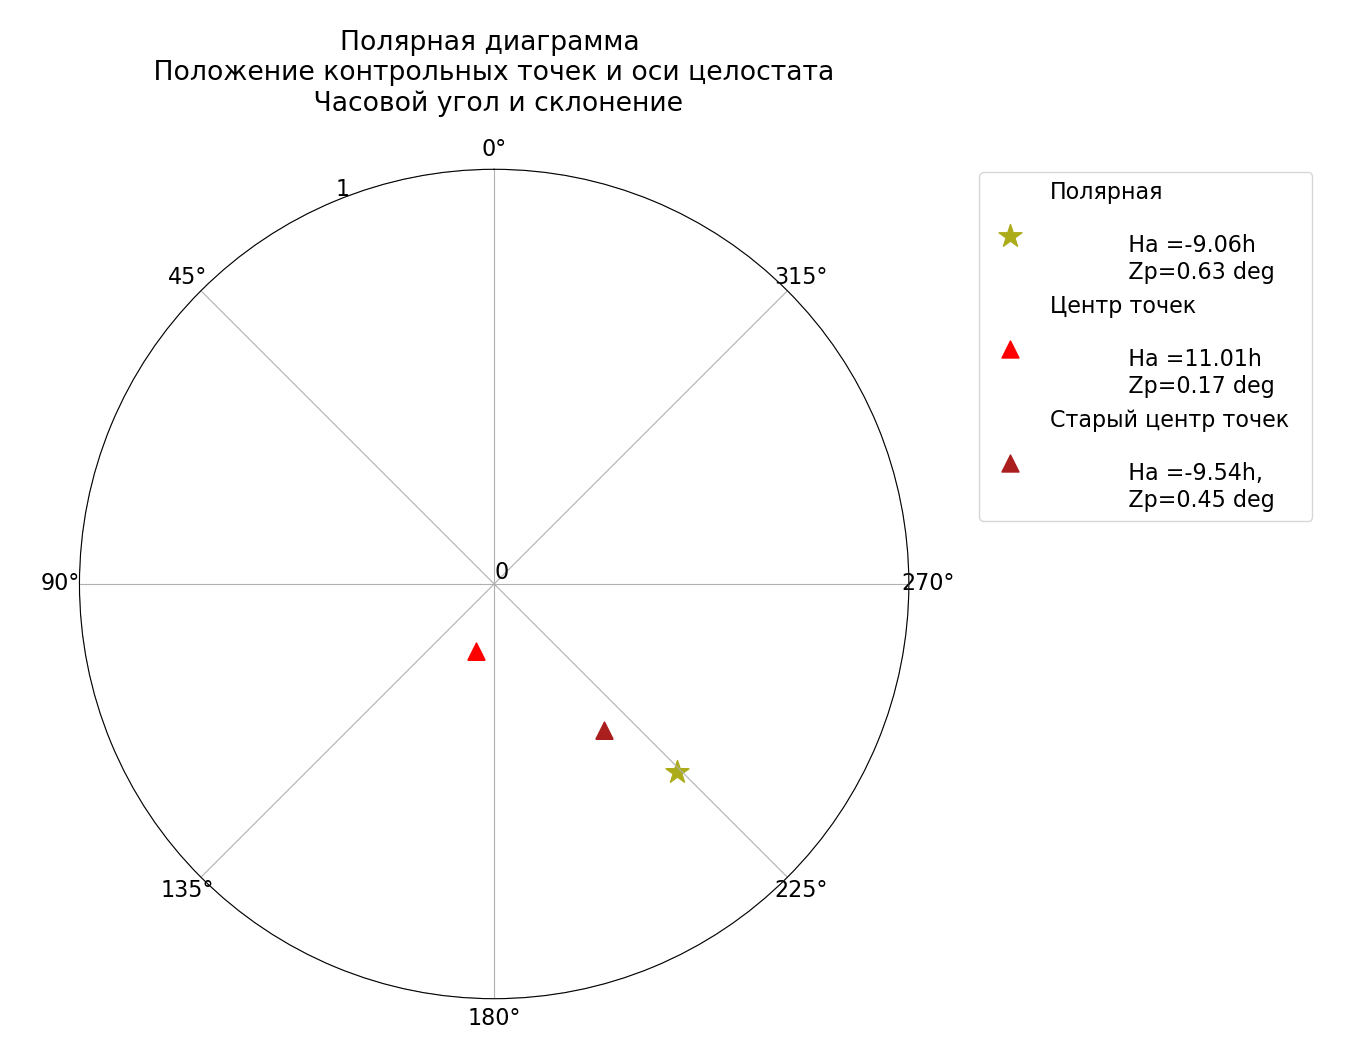 Полярная диаграмма
Положение контрольных точек и оси целостата
Часовой угол и склонение
0°
1
45°
315°
90°
0
270°
135°
225°
180°
Полярная
Ha =-9.06h
Zp=0.63 deg
Центр точек
Ha =11.01h
Zp=0.17 deg
Старый центр точек
Ha =-9.54h,
Zp=0.45 deg